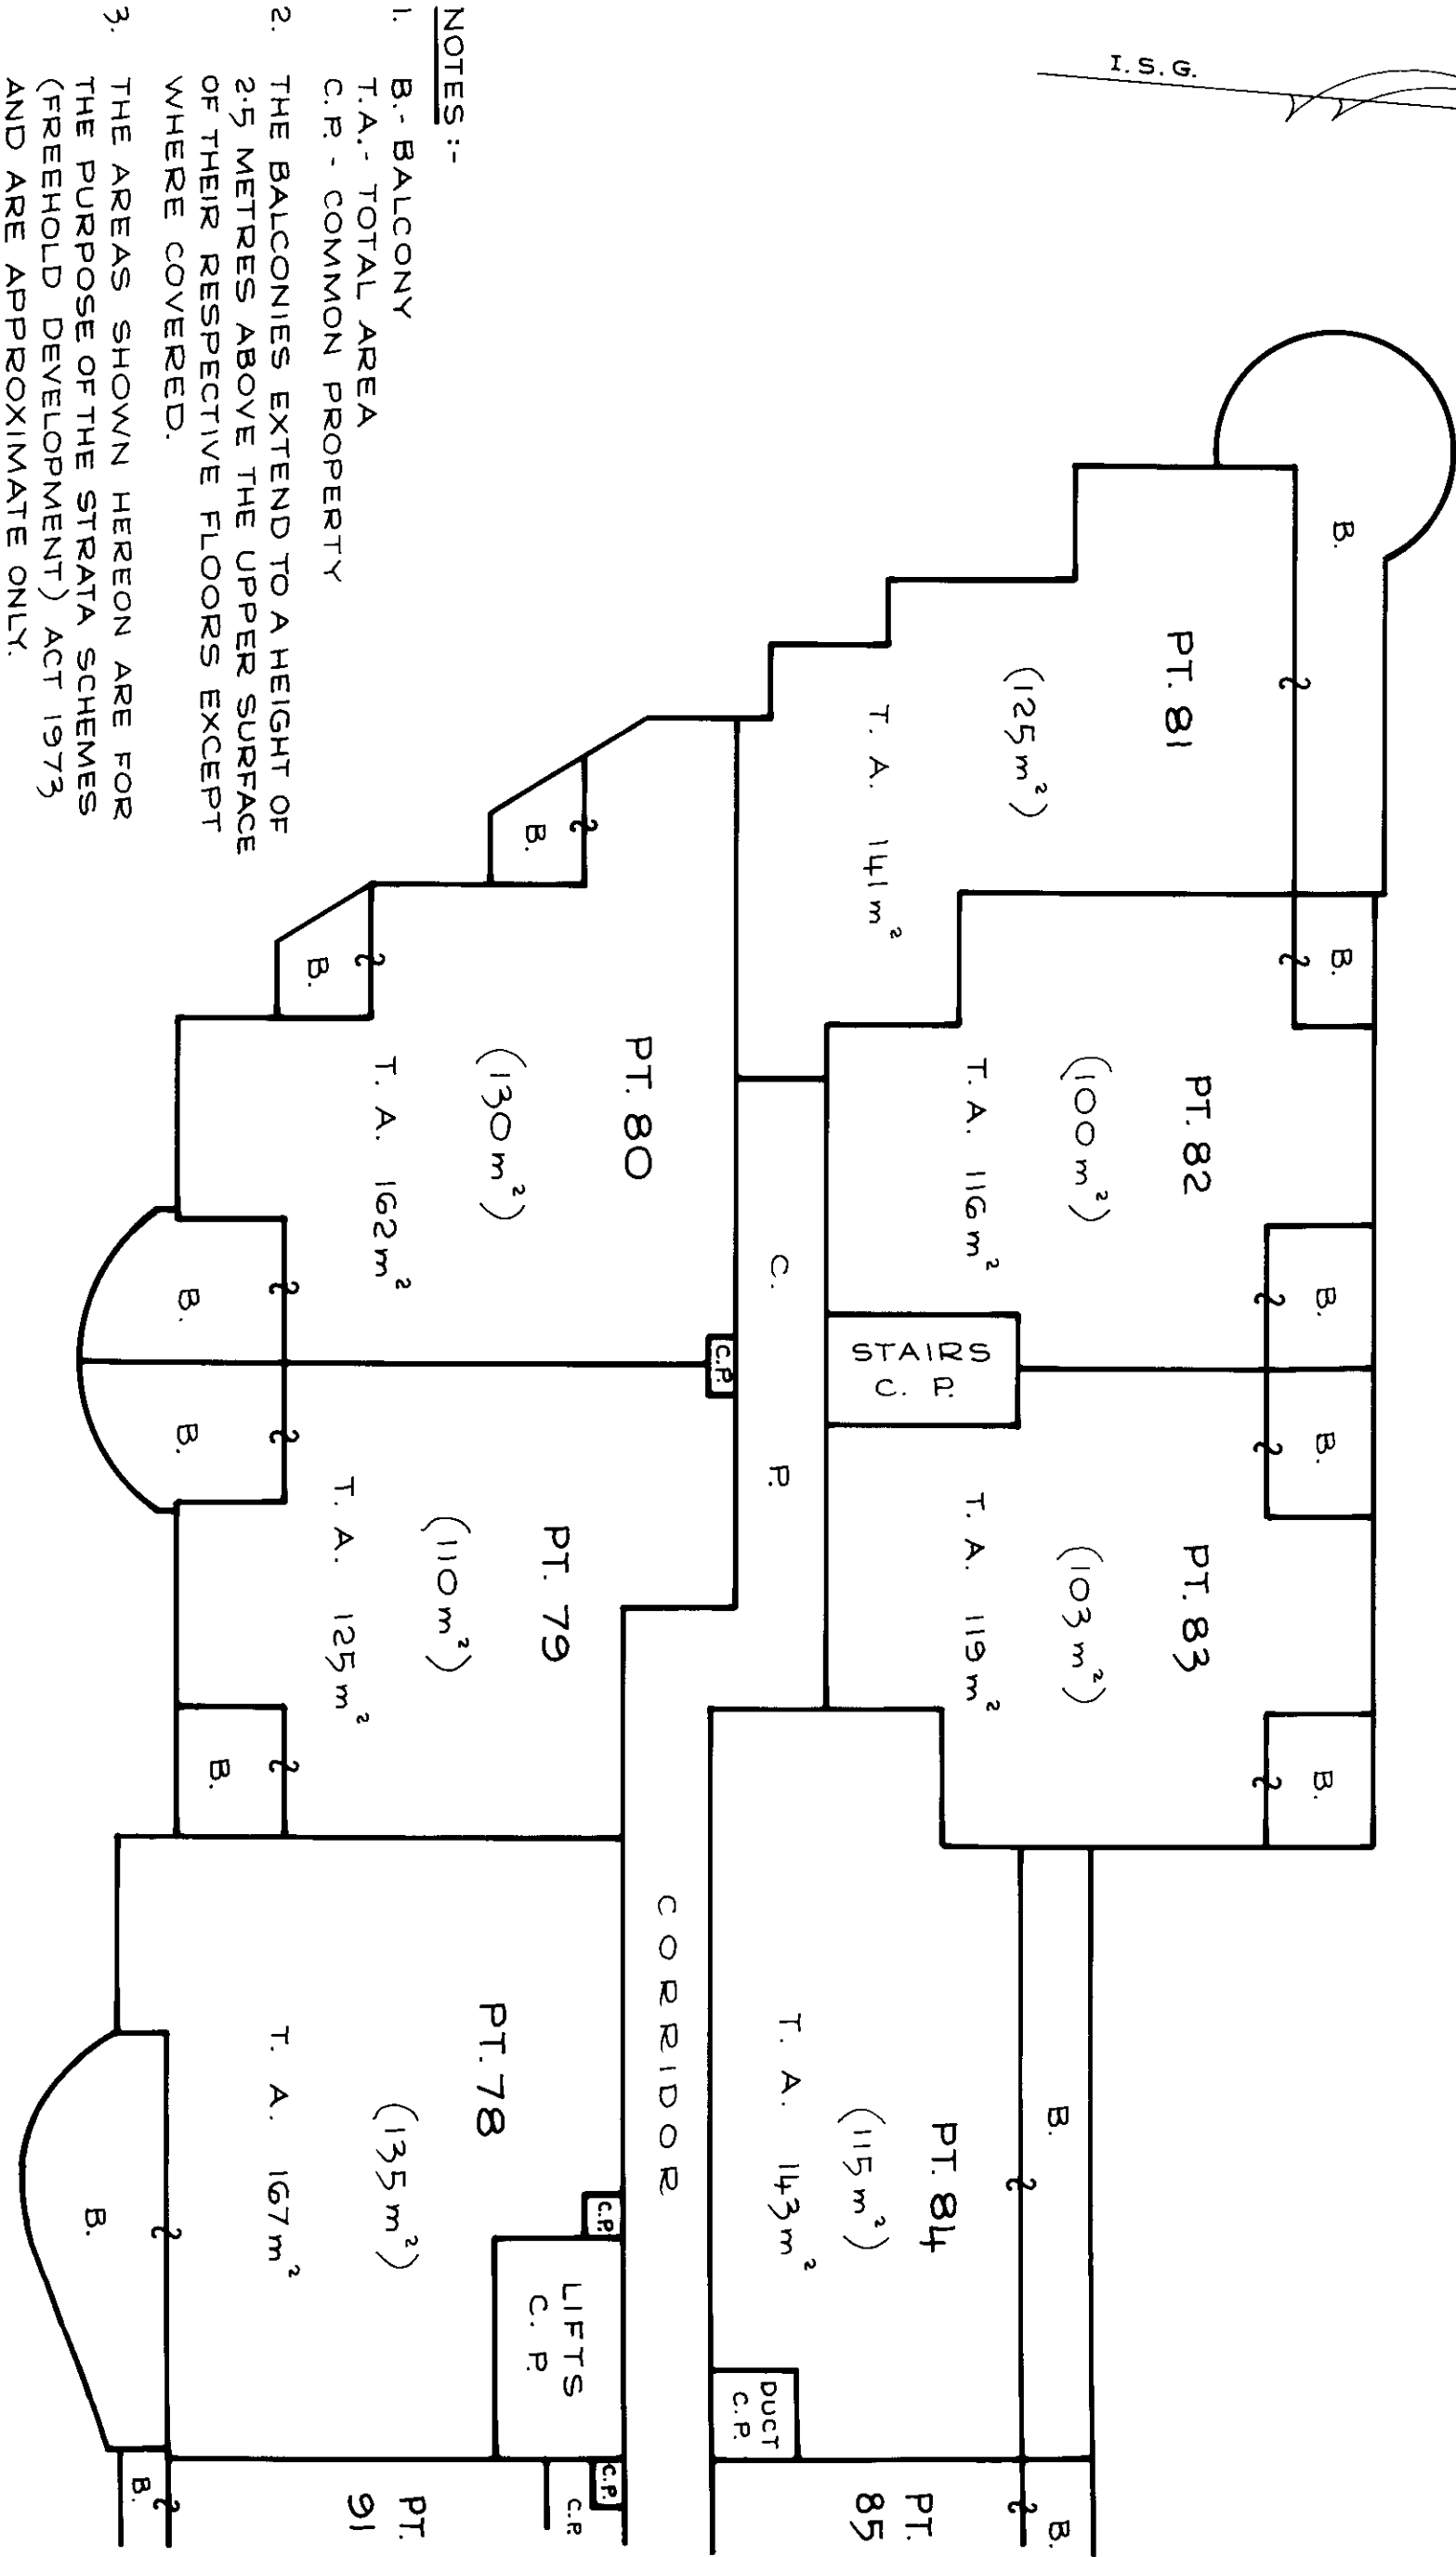 I.S.G.
B.
PT. 81
(125m²)
T. A. 141m²
B.
PT. 82
(100m²)
T. A. 116m²
B.
B.
PT. 83
(103m²)
T. A. 119m²
B.
STAIRS
C. P.
C. P.
CORRIDOR
B.
PT. 84
(115m²)
T. A. 143m²
DUCT
C.P.
B.
PT.
85
B.
B.
PT. 80
(130m²)
T. A. 162m²
B.
C.P.
PT. 79
(110m²)
T. A. 125m²
B.
B.
PT. 78
(135m²)
T. A. 167m²
B.
C.P.
LIFTS
C. P.
C.P.
C.P.
PT.
91
B.
NOTES :-
1. B.- BALCONY
T.A.- TOTAL AREA
C.P. - COMMON PROPERTY
2. THE BALCONIES EXTEND TO A HEIGHT OF
2·5 METRES ABOVE THE UPPER SURFACE
OF THEIR RESPECTIVE FLOORS EXCEPT
WHERE COVERED.
3. THE AREAS SHOWN HEREON ARE FOR
THE PURPOSE OF THE STRATA SCHEMES
(FREEHOLD DEVELOPMENT) ACT 1973
AND ARE APPROXIMATE ONLY.